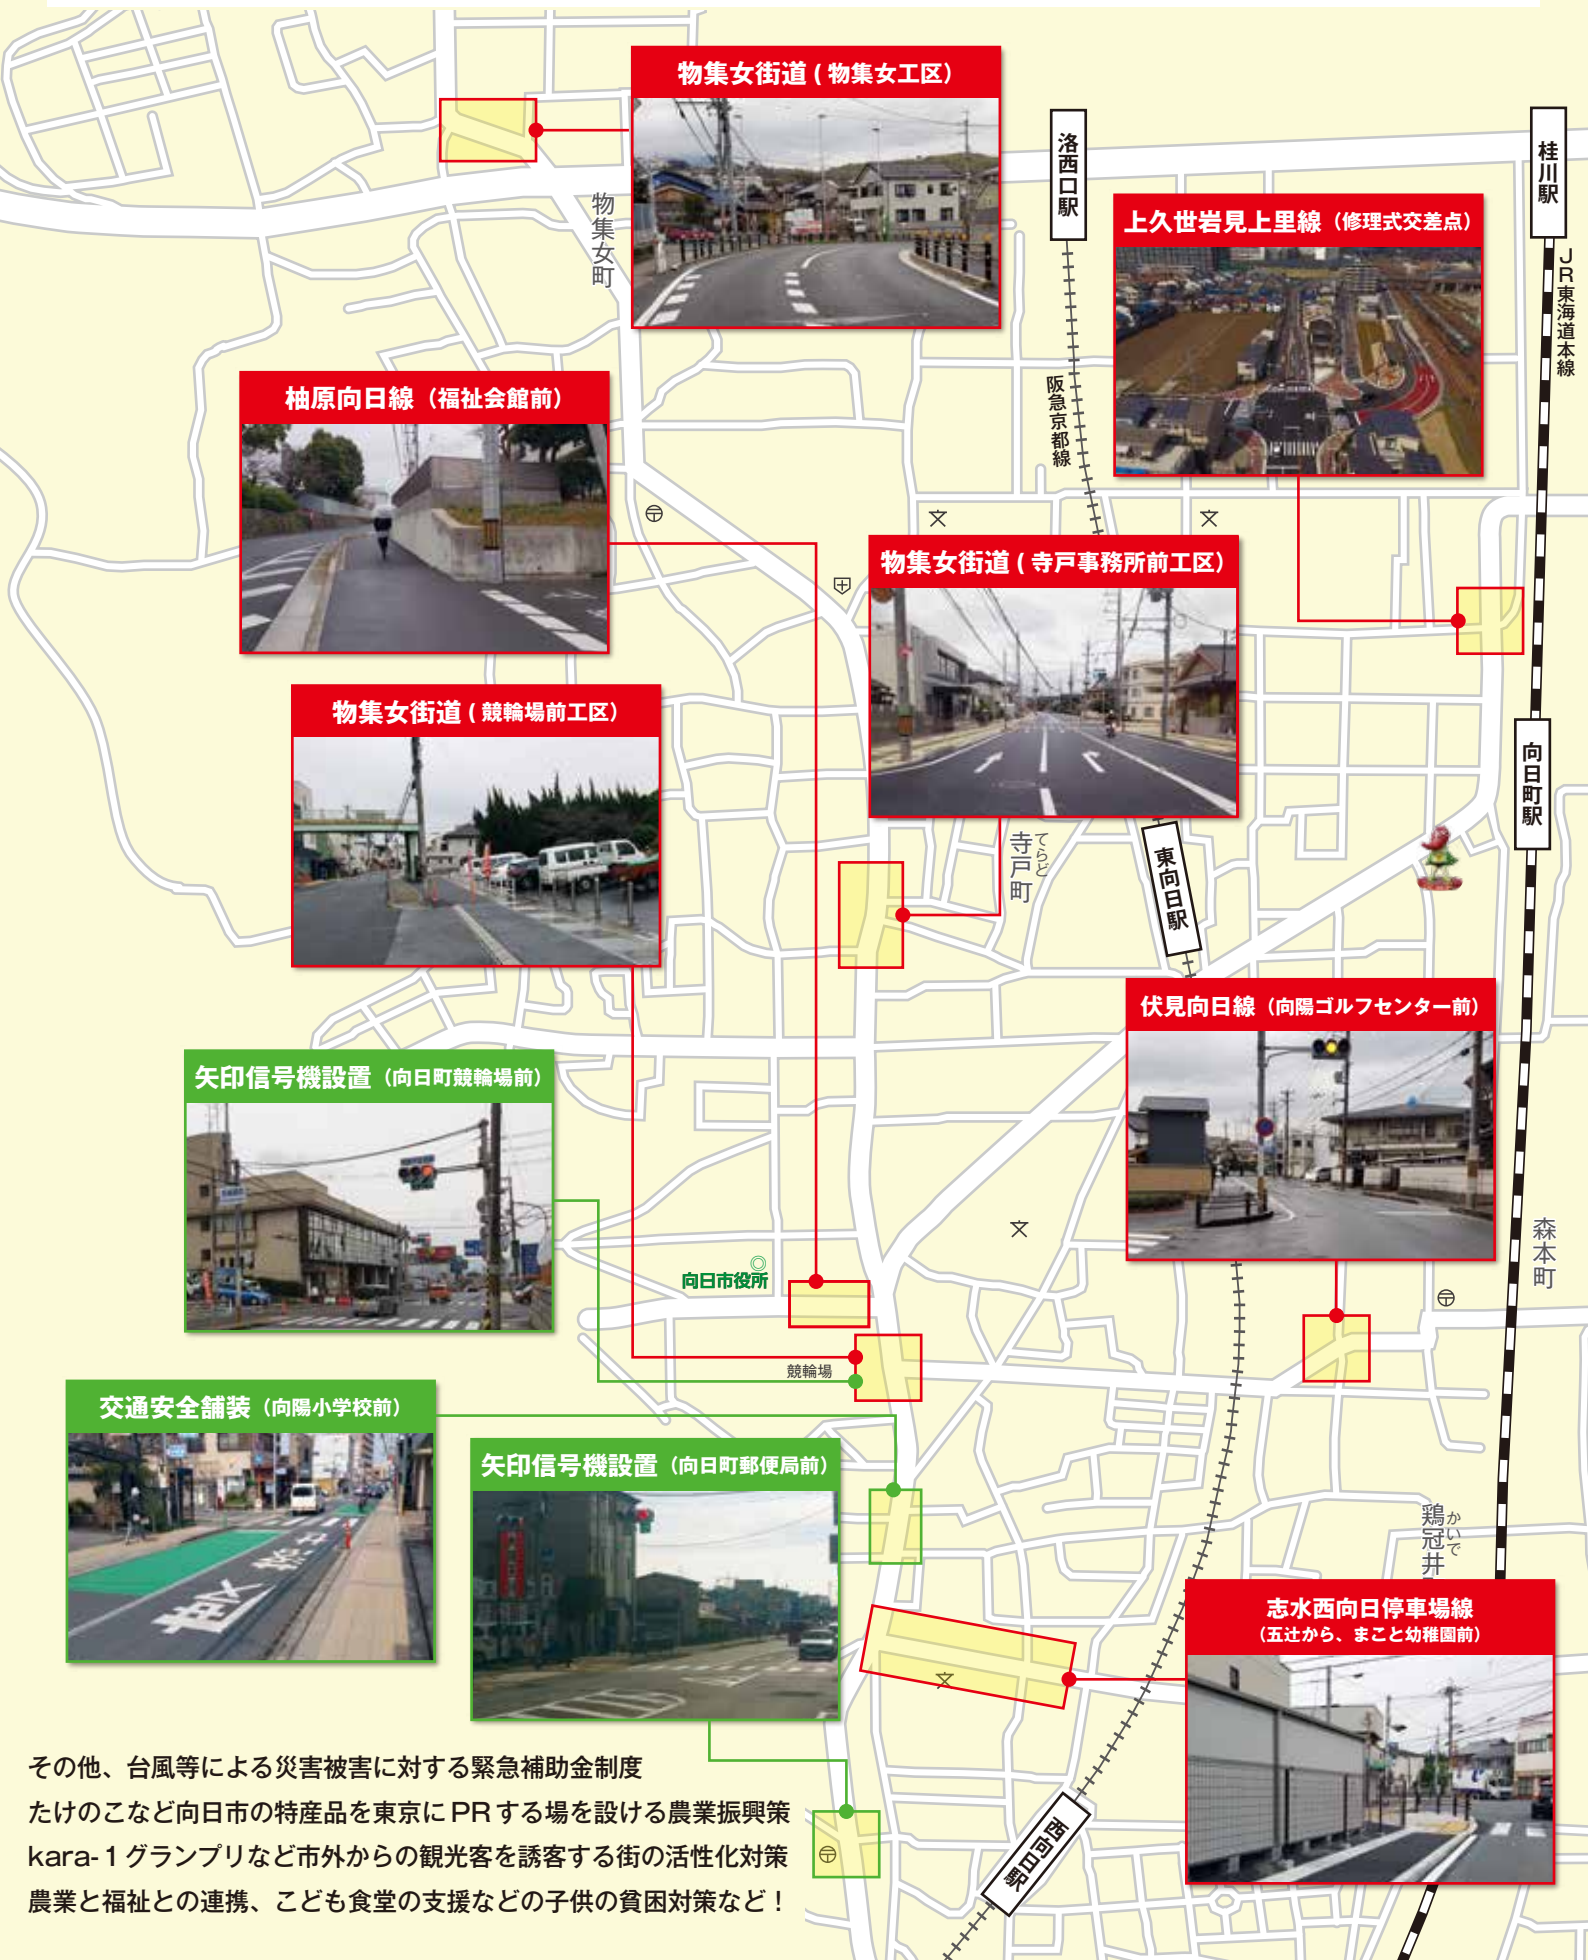 物集女街道 ( 物集女工区）
洛西口駅
桂川駅
物集女町
上久世岩見上里線（修理式交差点）
JR東海道本線
柚原向日線（福祉会館前）
阪急京都線
物集女街道 ( 寺戸事務所前工区）
物集女街道 ( 競輪場前工区）
向日町駅
寺戸町
てらど
東向日駅
伏見向日線（向陽ゴルフセンター前）
矢印信号機設置（向日町競輪場前）
森本町
向日市役所
競輪場
交通安全舗装（向陽小学校前）
矢印信号機設置（向日町郵便局前）
鶏冠井
かいで
志水西向日停車場線
（五辻から、まこと幼稚園前）
西向日駅
その他、台風等による災害被害に対する緊急補助金制度
たけのこなど向日市の特産品を東京に PR する場を設ける農業振興策
kara- 1 グランプリなど市外からの観光客を誘客する街の活性化対策
農業と福祉との連携、こども食堂の支援などの子供の貧困対策など！